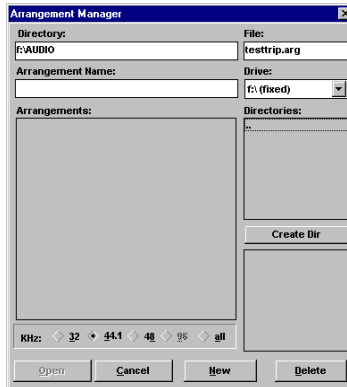 Arrangement Manager
Directory:
f:\AUDIO
File:
testtrip.arg
Arrangement Name:
Drive:
f:\ (fixed)
Arrangements:
Directories:
..
Create Dir
KHz: 32 44.1 48 96 all
Open Cancel New Delete